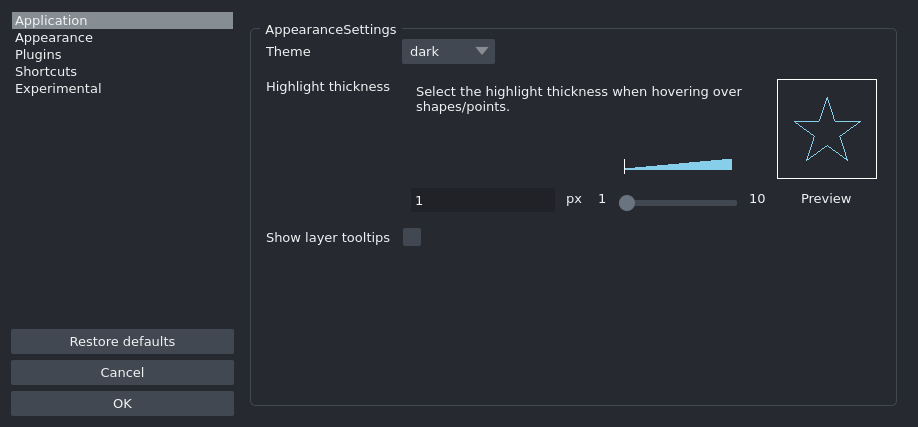 Application
Appearance
Plugins
Shortcuts
Experimental
Restore defaults
Cancel
OK
AppearanceSettings
Theme
dark
Highlight thickness
Select the highlight thickness when hovering over
shapes/points.
1 px 1 10 Preview
Show layer tooltips